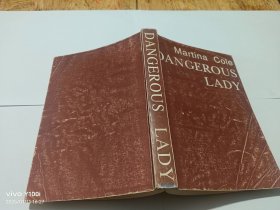 Martina Cole
DANGEROUS
LADY
DANGEROUS LADY
vivo Y100i